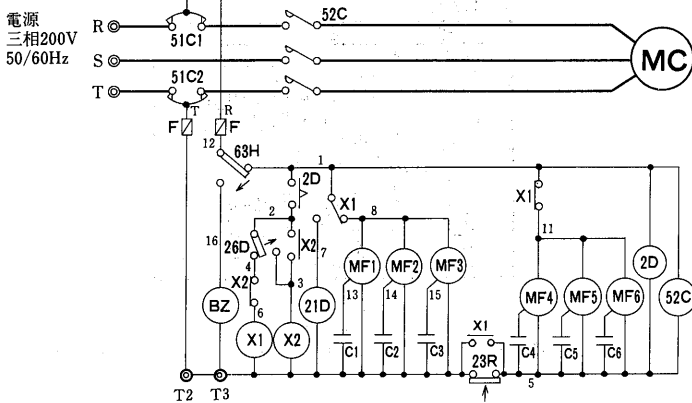 電源
三相200V
50/60Hz
R
S
T
51C1
51C2
52C
MC
T
R
F
F
12
63H
1
2D
X1
8
X1
2
26D
X2
7
16
4
3
X2
6
BZ
X1
X2
21D
MF1
MF2
MF3
13
14
15
C1
C2
C3
X1
23R
11
MF4
MF5
MF6
C4
C5
C6
2D
52C
5
T2
T3